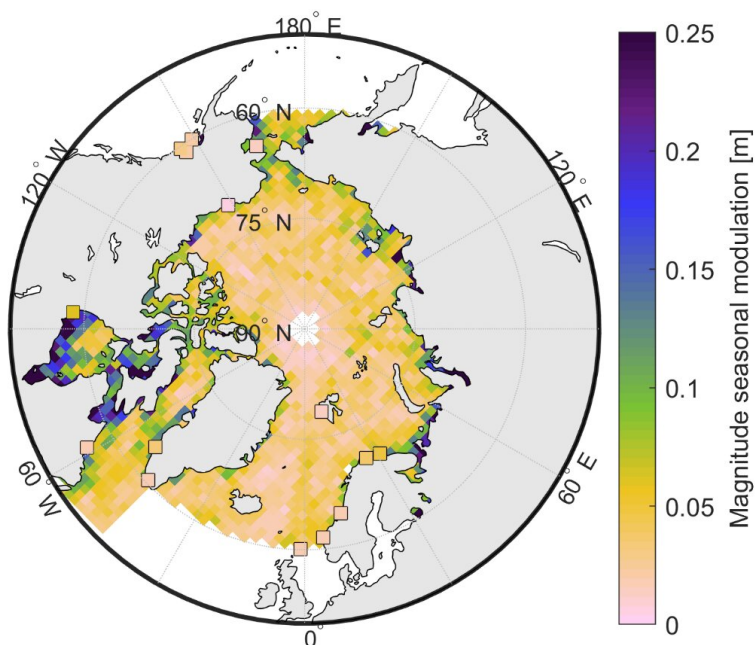 180° E
60° N
120° W
120° E
75° N
90° N
60° W
60° E
0°
0.25
0.2
0.15
0.1
0.05
0
Magnitude seasonal modulation [m]